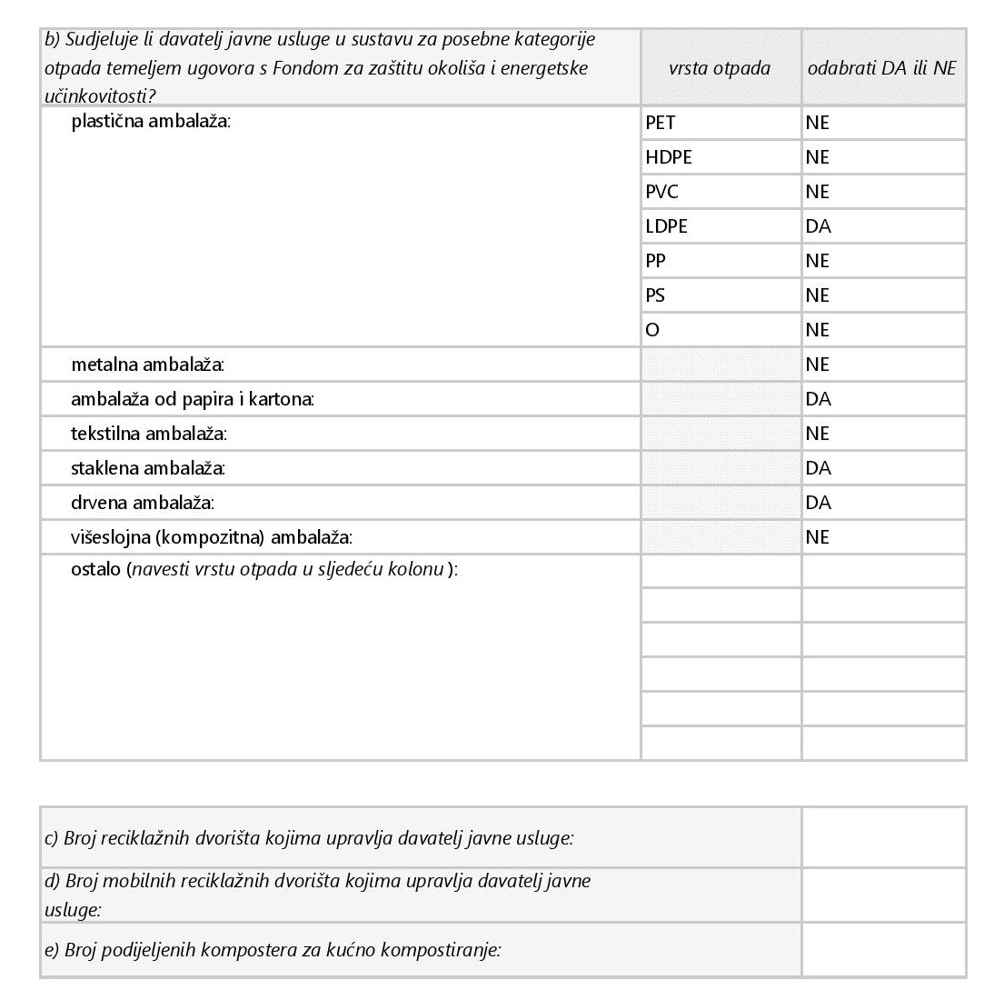 b) Sudjeluje li davatelj javne usluge u sustavu za posebne kategorije
otpada temeljem ugovora s Fondom za zaštitu okoliša i energetske
učinkovitosti?
vrsta otpada
odabrati DA ili NE
plastična ambalaža:
PET NE
HDPE NE
PVC NE
LDPE DA
PP NE
PS NE
O NE
metalna ambalaža: NE
ambalaža od papira i kartona: DA
tekstilna ambalaža: NE
staklena ambalaža: DA
drvena ambalaža: DA
višeslojna (kompozitna) ambalaža: NE
ostalo (navesti vrstu otpada u sljedeću kolonu ):
c) Broj reciklažnih dvorišta kojima upravlja davatelj javne usluge:
d) Broj mobilnih reciklažnih dvorišta kojima upravlja davatelj javne
usluge:
e) Broj podijeljenih kompostera za kućno kompostiranje: